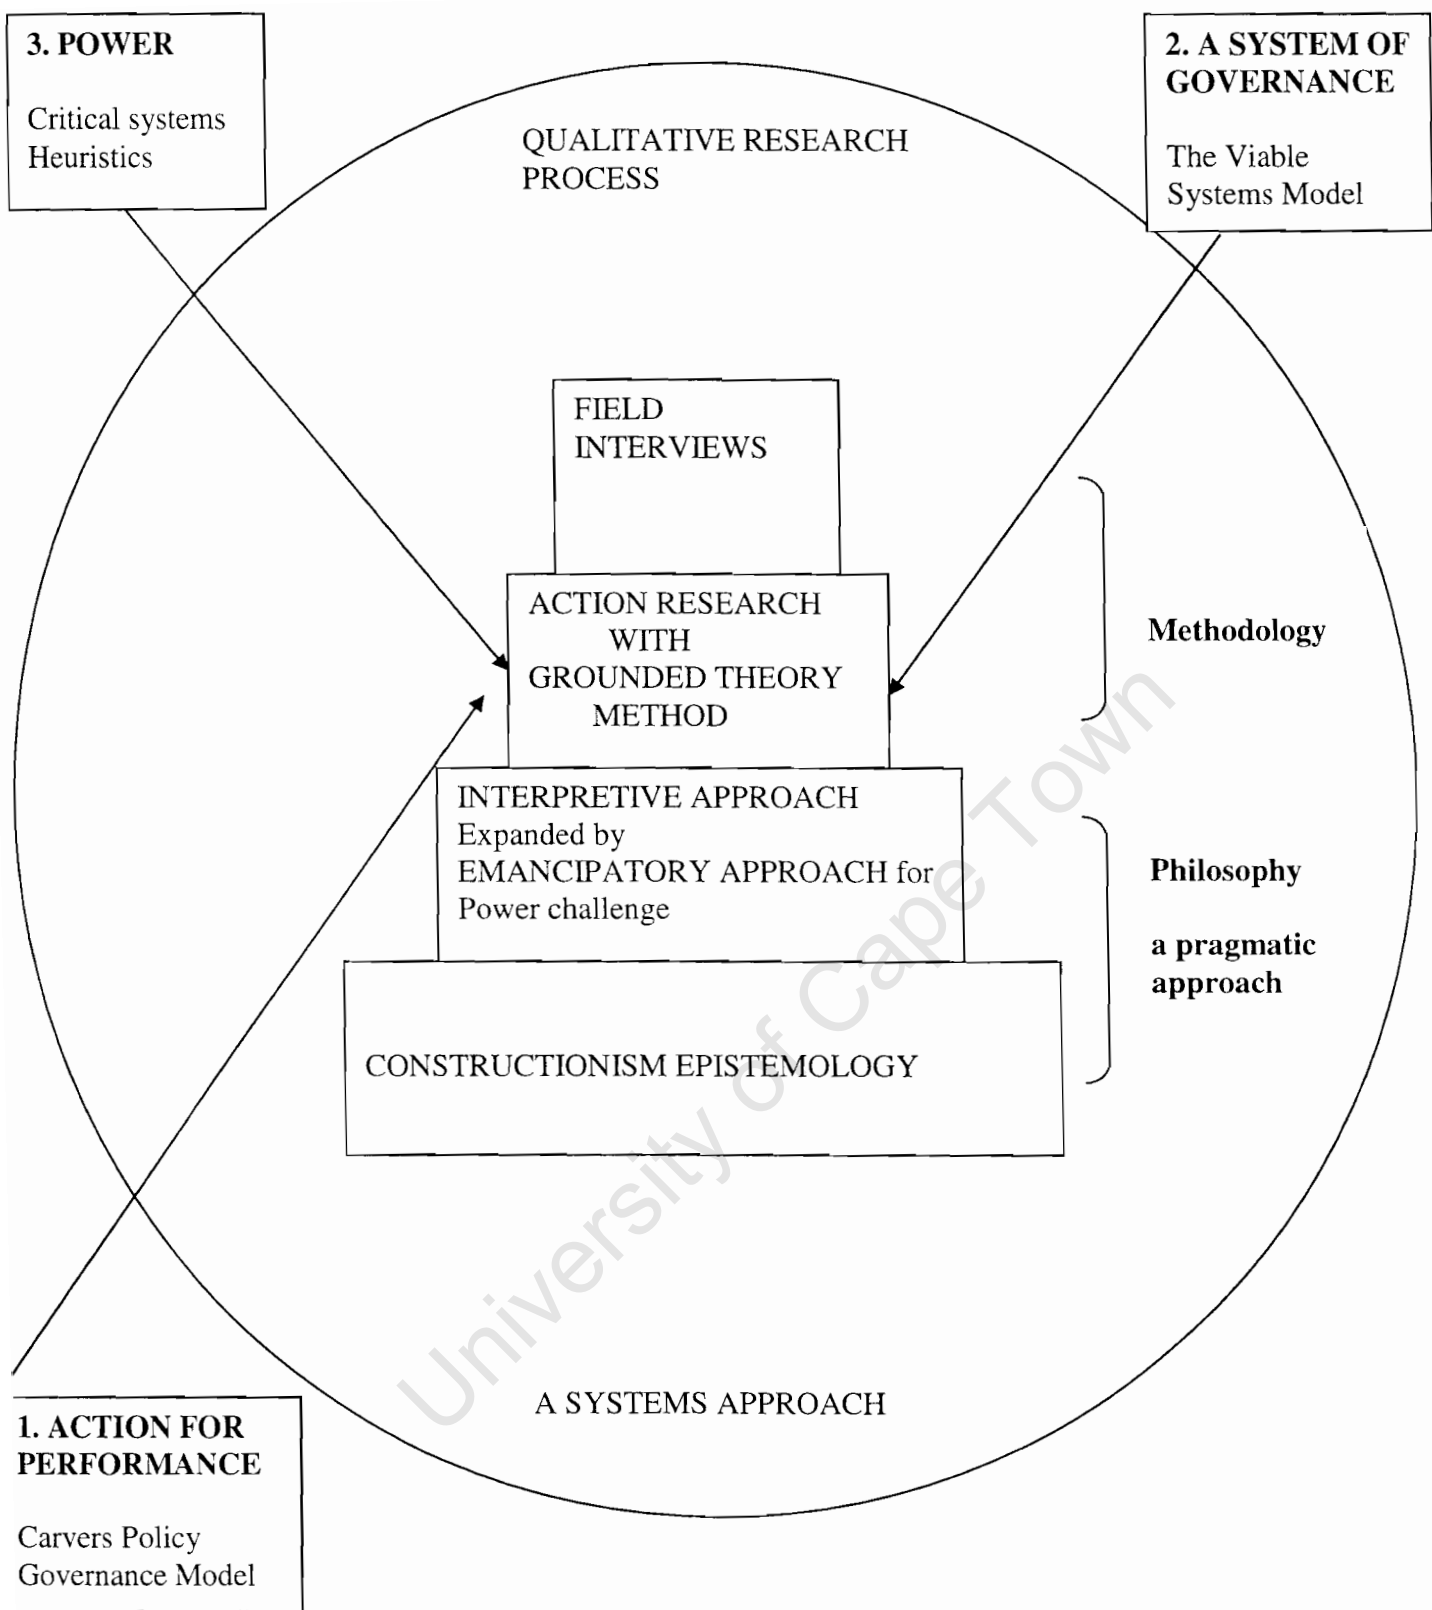 3. POWER
Critical systems
Heuristics
2. A SYSTEM OF
GOVERNANCE
The Viable
Systems Model
QUALITATIVE RESEARCH
PROCESS
FIELD
INTERVIEWS
ACTION RESEARCH
WITH
GROUNDED THEORY
METHOD
Methodology
INTERPRETIVE APPROACH
Expanded by
EMANCIPATORY APPROACH for
Power challenge
Philosophy
a pragmatic
approach
CONSTRUCTIONISM EPISTEMOLOGY
University of Cape Town
A SYSTEMS APPROACH
1. ACTION FOR
PERFORMANCE
Carvers Policy
Governance Model